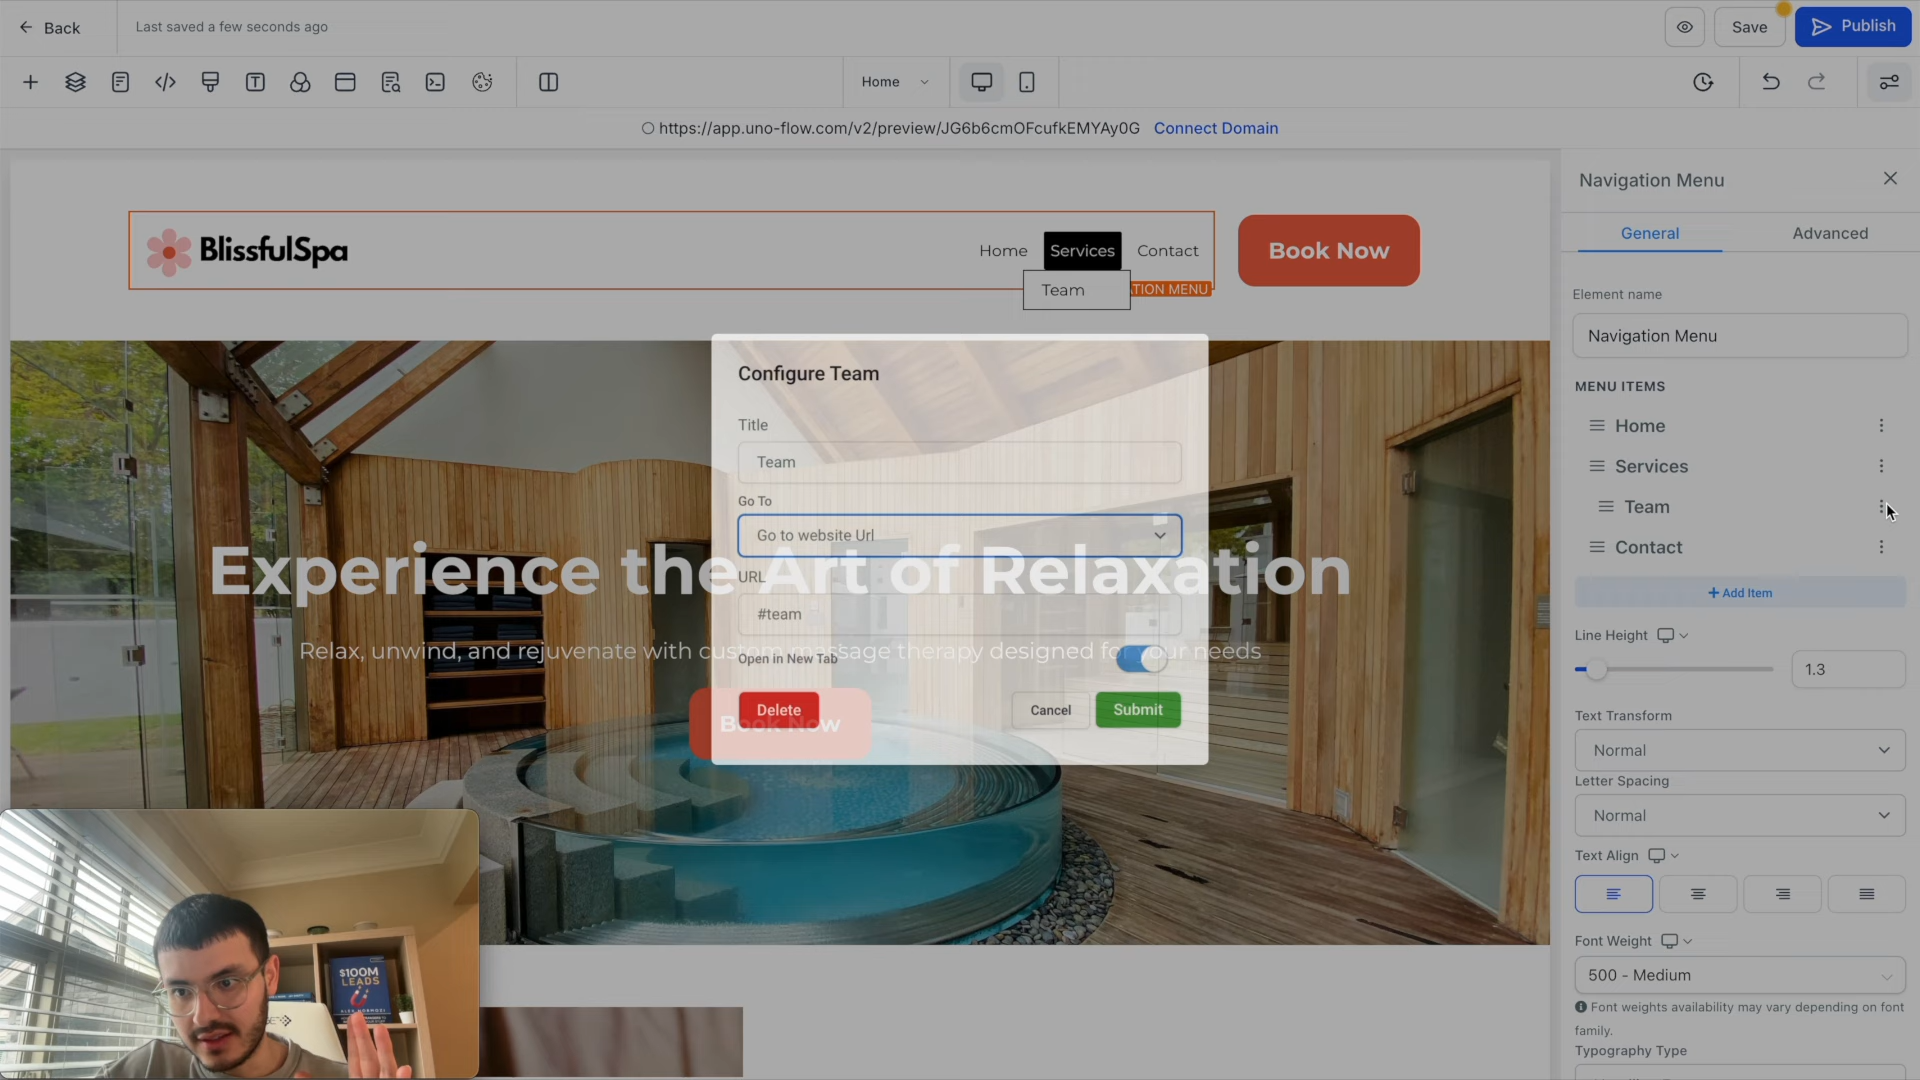 Back
Last saved a few seconds ago
Save
Publish
Home
https://app.uno-flow.com/v2/preview/JG6b6cmOFcufkEMYAy0G Connect Domain
BlissfulSpa
Home Services Contact
Book Now
Team
ATION MENU
Configure Team
Title
Team
Go To
Go to website Url
URL
#team
Open in New Tab
Delete
Cancel
Submit
Experience the Art of Relaxation
Relax, unwind, and rejuvenate with custom massage therapy designed for your needs
Book Now
Navigation Menu
General
Advanced
Element name
Navigation Menu
MENU ITEMS
Home
Services
Team
Contact
+ Add Item
Line Height
1.3
Text Transform
Normal
Letter Spacing
Normal
Text Align
Font Weight
500 - Medium
Font weights availability may vary depending on font
family.
Typography Type
$100M
LEADS